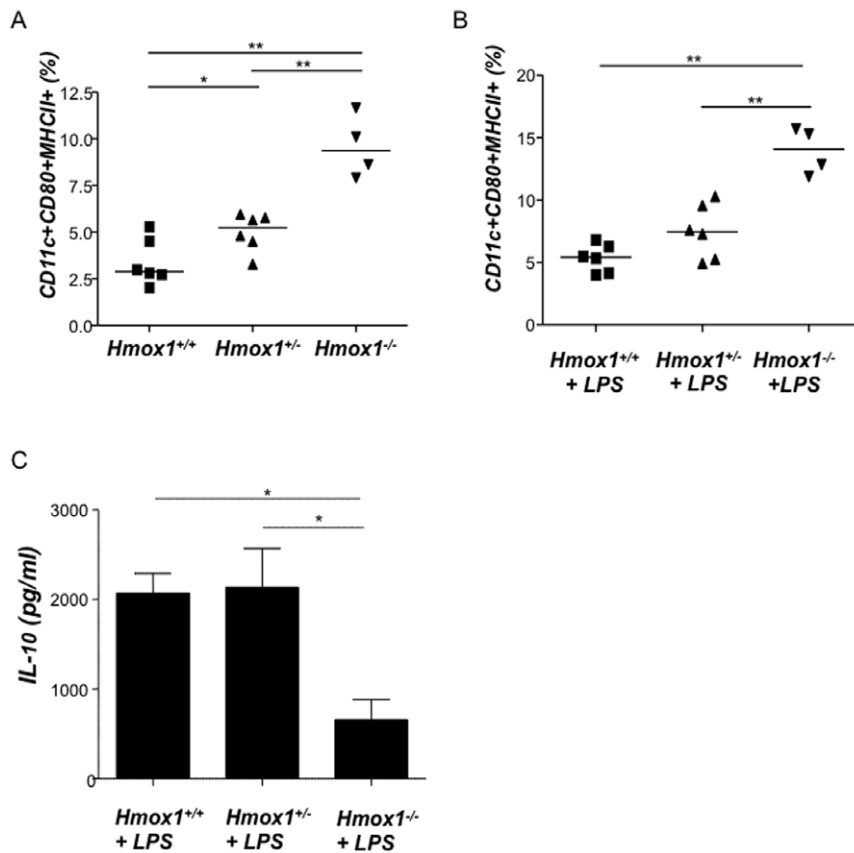 A
CD11c+CD80+MHCII+ (%)
12.5
10.0
7.5
5.0
2.5
0.0
**
**
*
Hmox1+/+
Hmox1+/-
Hmox1-/-
B
CD11c+CD80+MHCII+ (%)
20
15
10
5
0
**
**
Hmox1+/+
+ LPS
Hmox1+/-
+ LPS
Hmox1-/-
+LPS
C
IL-10 (pg/ml)
3000
2000
1000
0
*
*
Hmox1+/+
+ LPS
Hmox1+/-
+ LPS
Hmox1-/-
+ LPS